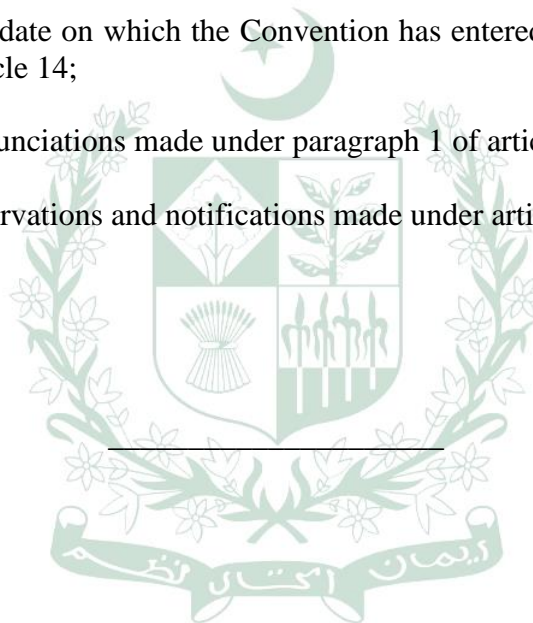 date on which the Convention has entered
cle 14;
unciations made under paragraph 1 of artic
rvations and notifications made under arti
ایمان اتحاد نظم